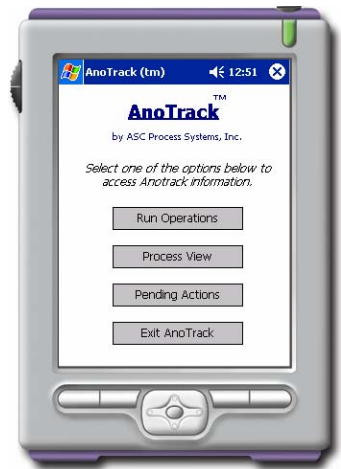 AnoTrack (tm) 12:51
AnoTrack™
by ASC Process Systems, Inc.
Select one of the options below to
access Anotrack information.
Run Operations
Process View
Pending Actions
Exit AnoTrack